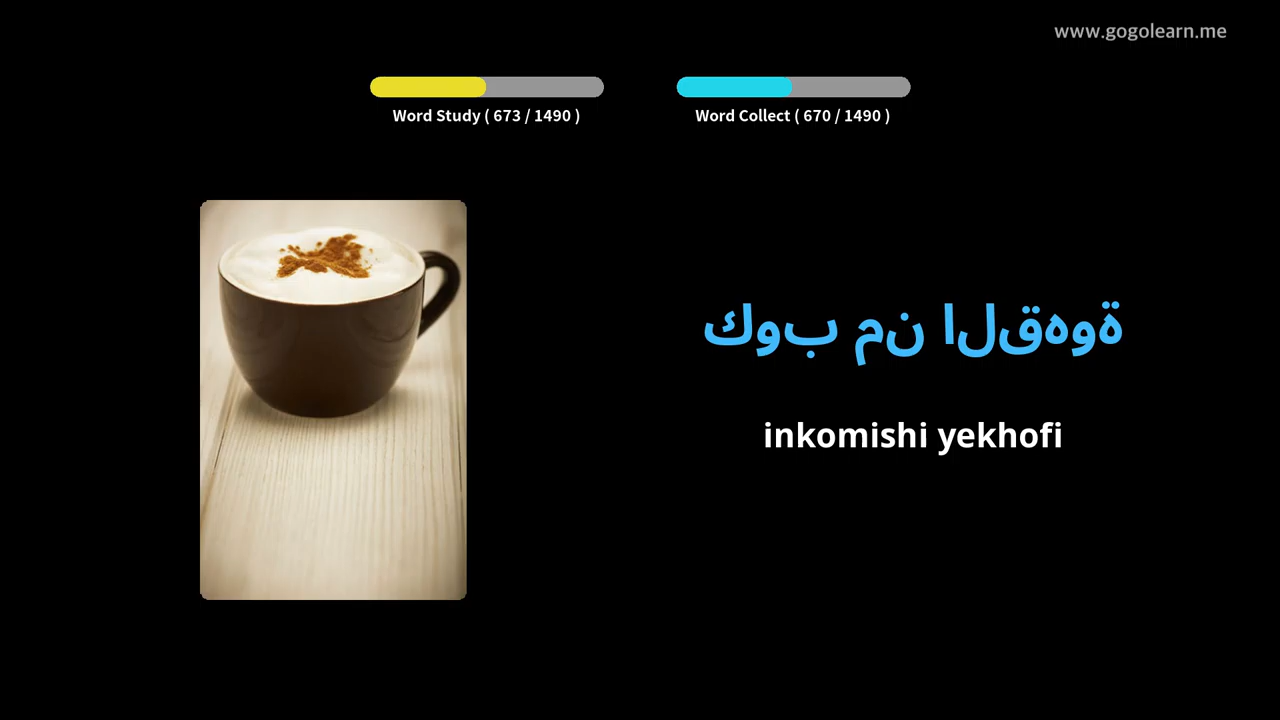 www.gogolearn.me
Word Study ( 673 / 1490 )
Word Collect ( 670 / 1490 )
كوب من القهوة
inkomishi yekhofi